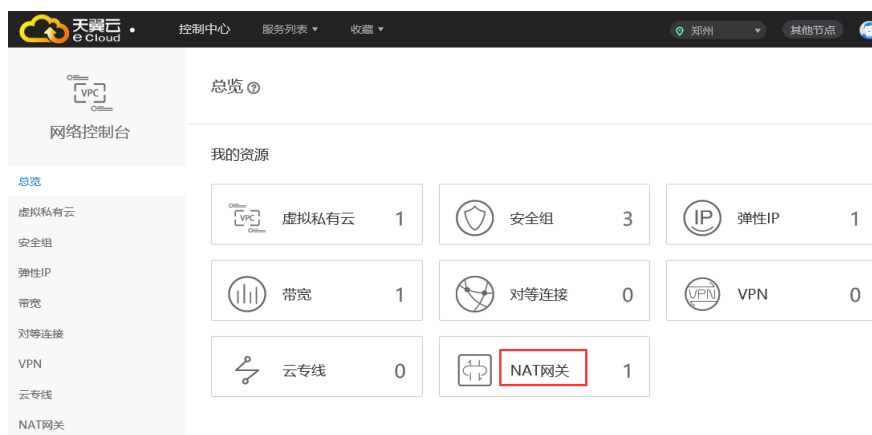 天翼云 e Cloud 控制中心 服务列表 收藏 郑州 其他节点
VPC
网络控制台
总览
虚拟私有云
安全组
弹性IP
带宽
对等连接
VPN
云专线
NAT网关
总览
我的资源
VPC 虚拟私有云 1
安全组 3
IP 弹性IP 1
带宽 1
对等连接 0
VPN VPN 0
云专线 0
NAT网关 1